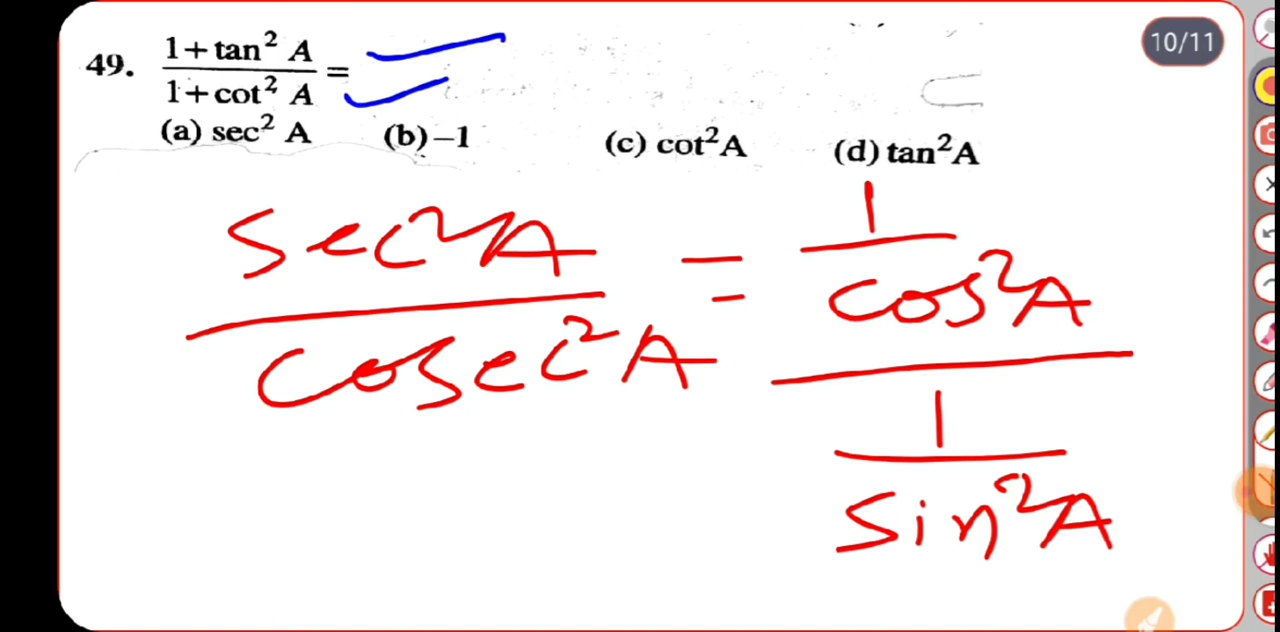 10/11
49. 1+tan² A
1+cot² A =
(a) sec² A (b) –1 (c) cot²A (d) tan²A
sec²A = 1
cos²A
cosec²A 1
sin²A